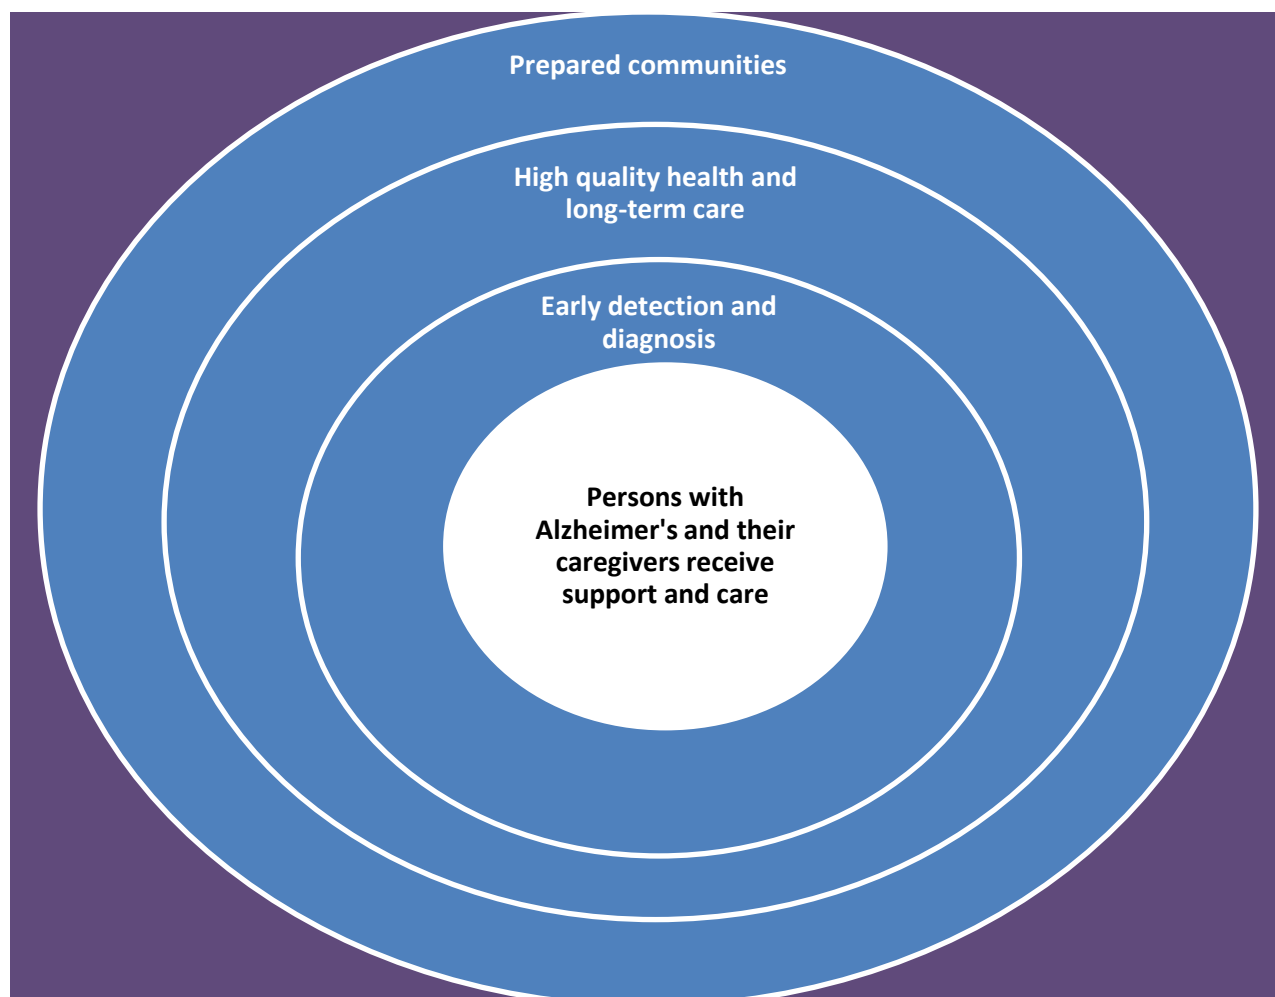 Prepared communities
High quality health and
long-term care
Early detection and
diagnosis
Persons with
Alzheimer's and their
caregivers receive
support and care